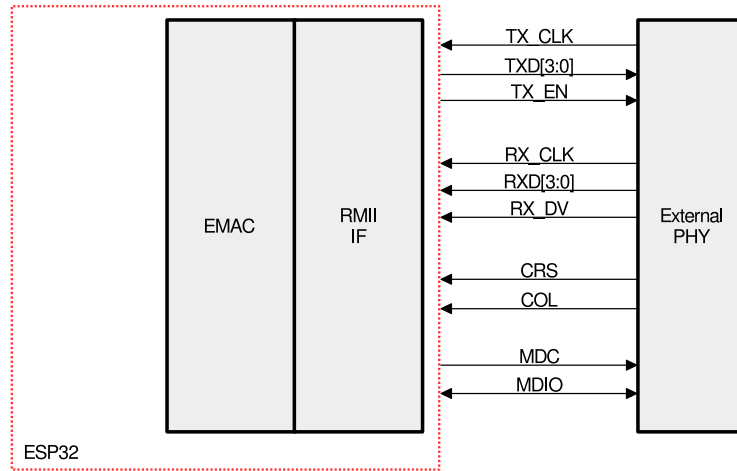 TX_CLK
TXD[3:0]
TX_EN
RX_CLK
RXD[3:0]
RX_DV
CRS
COL
MDC
MDIO
EMAC
RMII
IF
External
PHY
ESP32